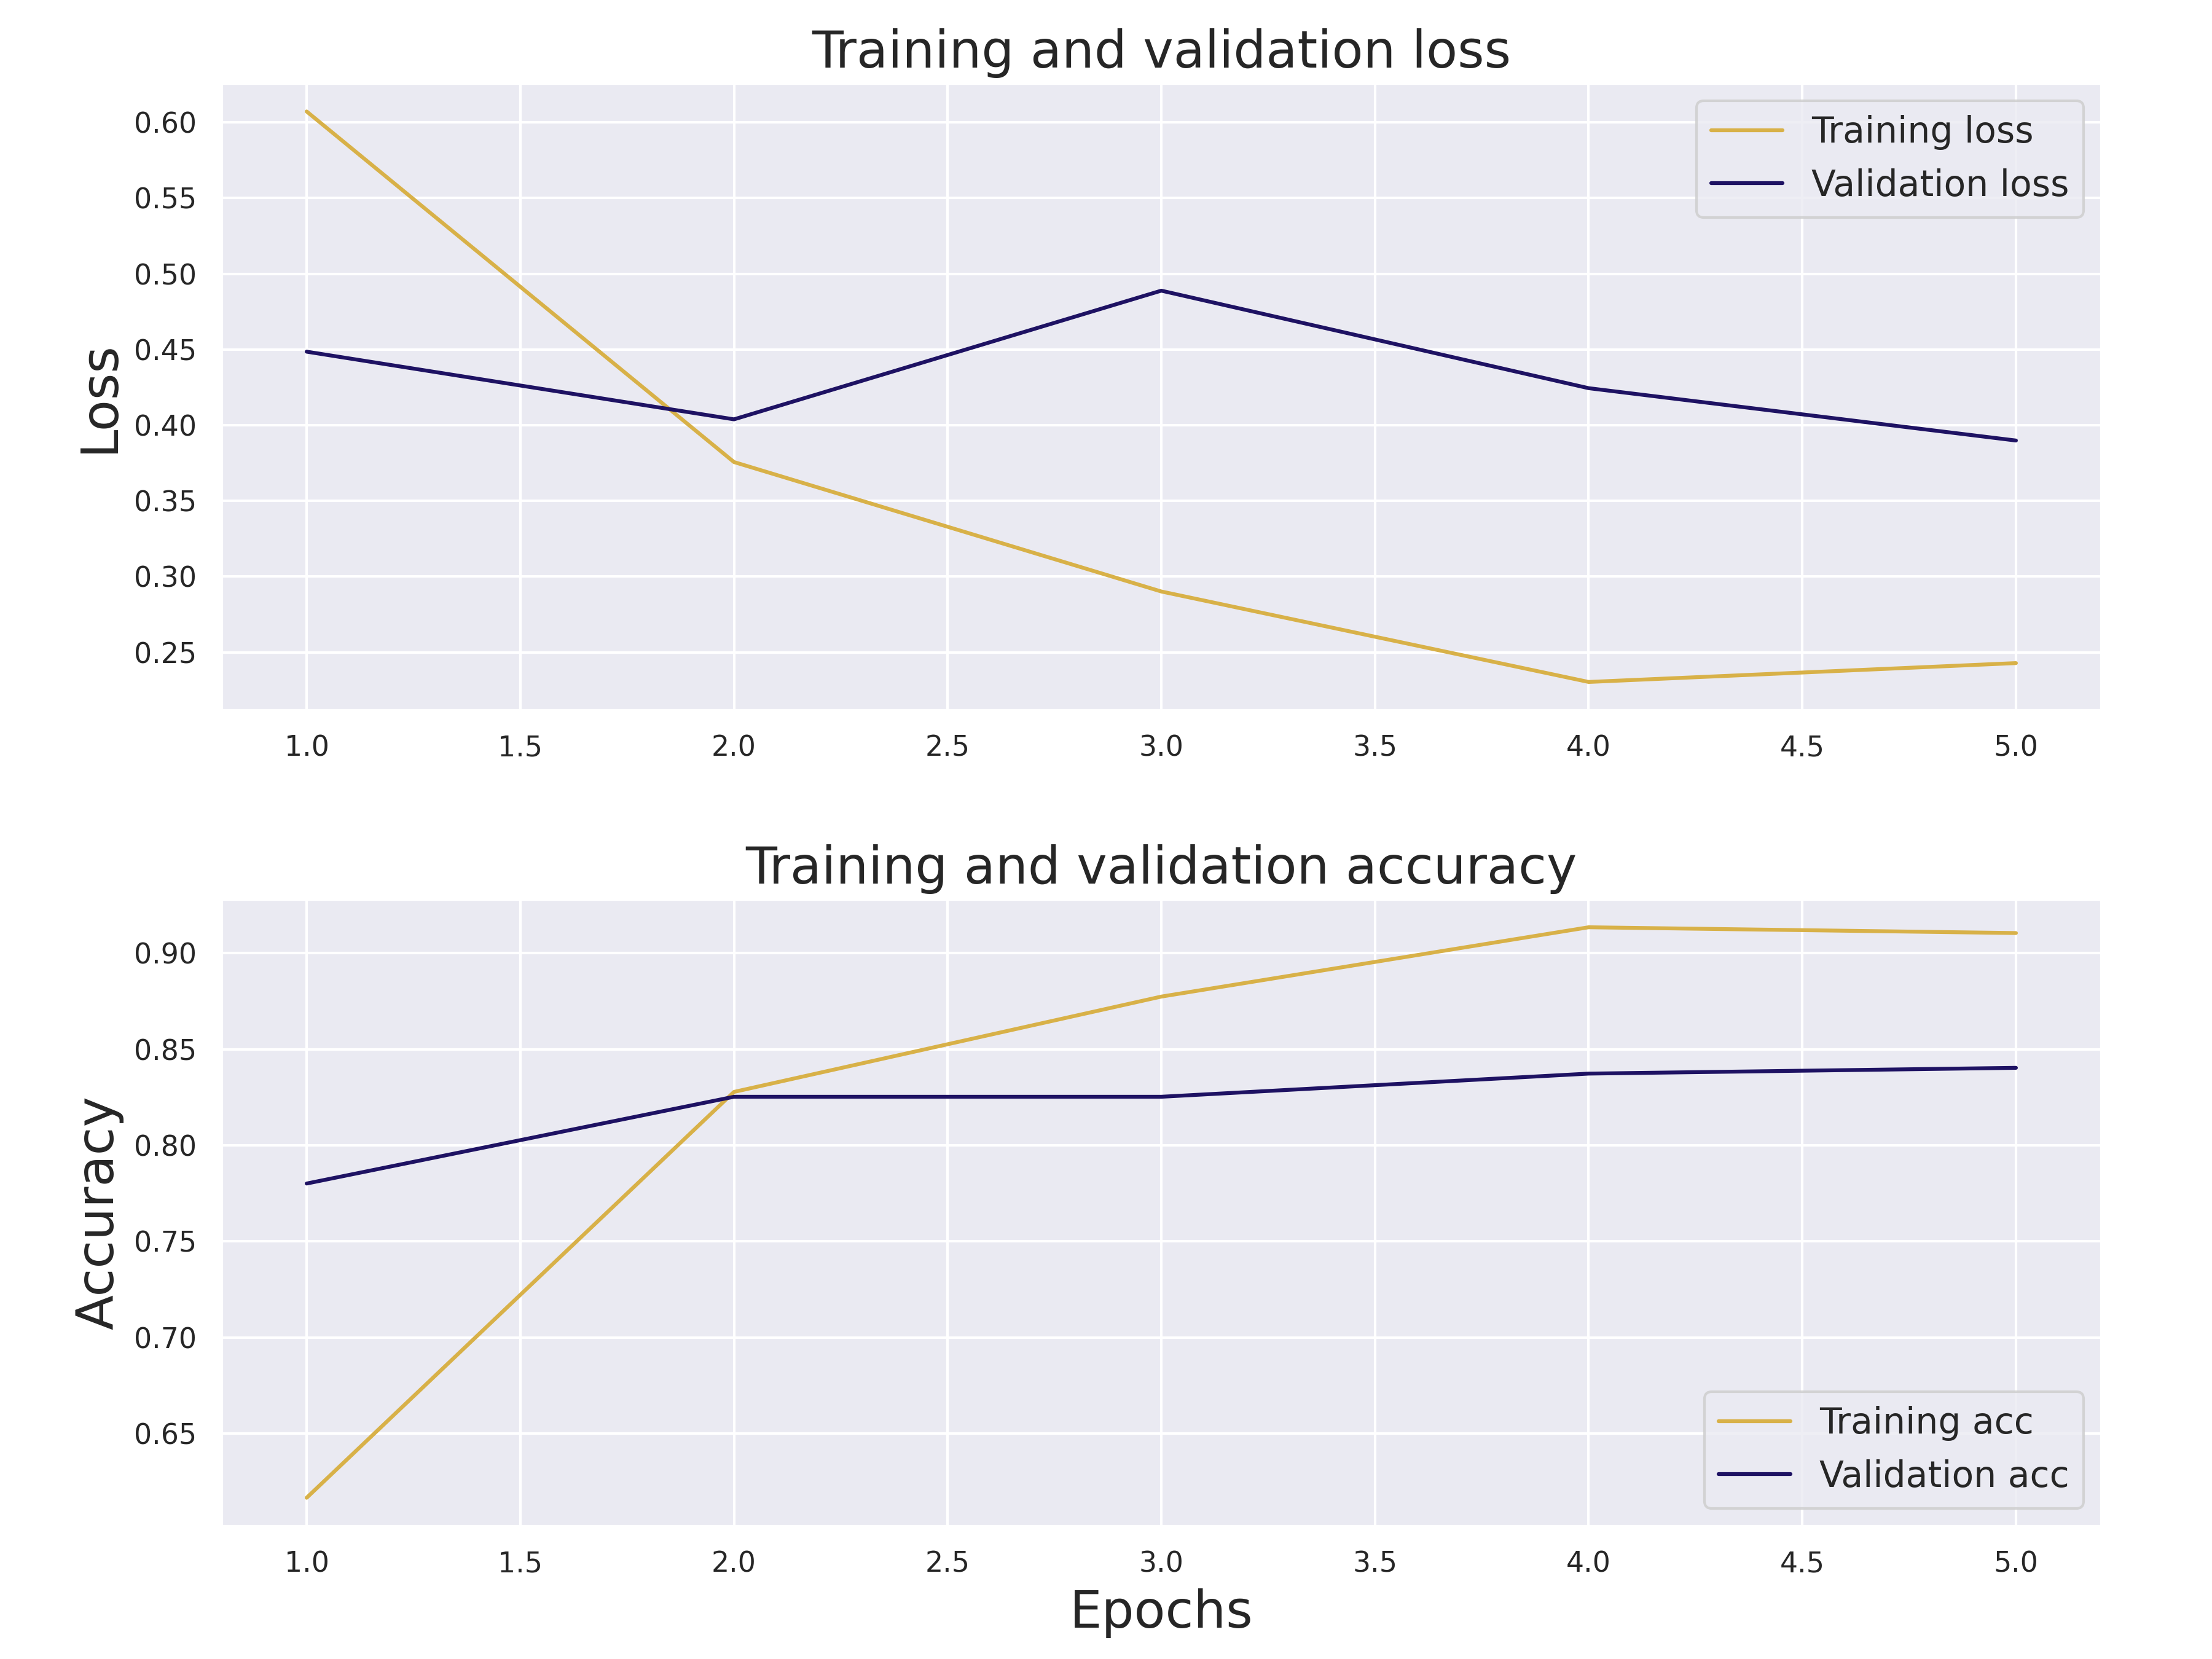 Training and validation loss
0.60
0.55
0.50
0.45
0.40
0.35
0.30
0.25
Loss
Training loss
Validation loss
1.0 1.5 2.0 2.5 3.0 3.5 4.0 4.5 5.0
Training and validation accuracy
0.90
0.85
0.80
0.75
0.70
0.65
Accuracy
Training acc
Validation acc
1.0 1.5 2.0 2.5 3.0 3.5 4.0 4.5 5.0
Epochs